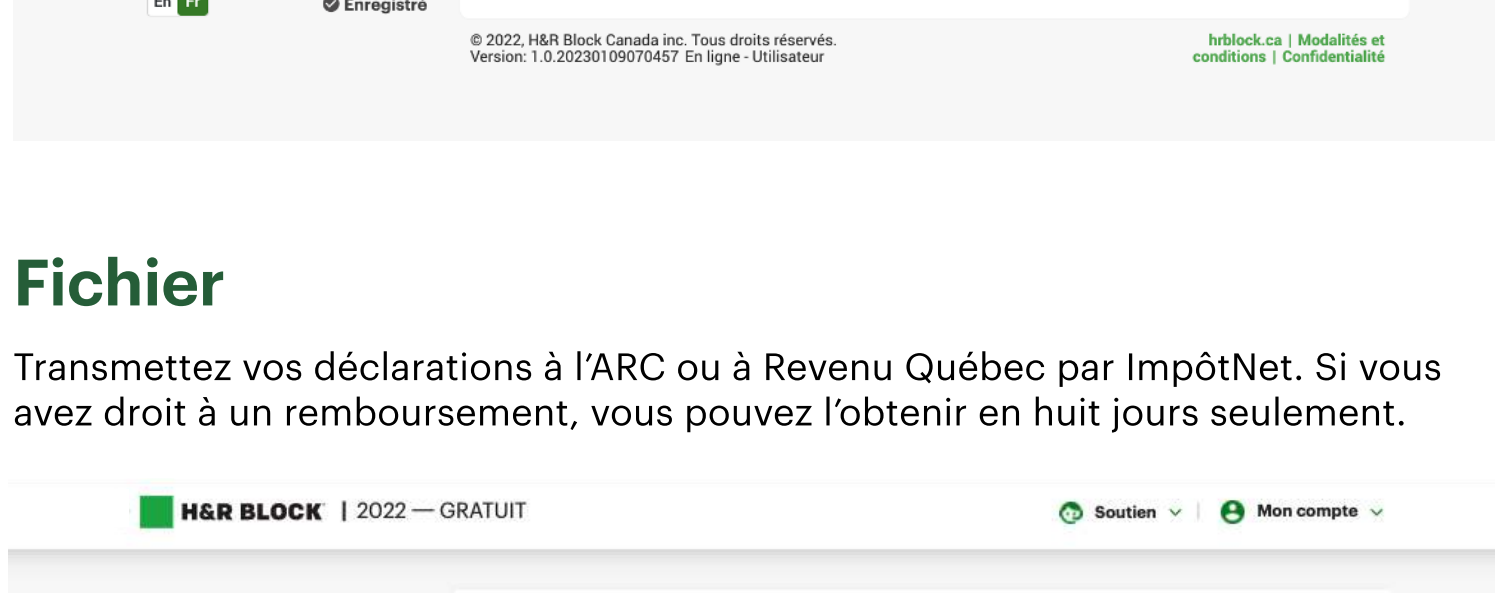 En Fr
Enregistré
© 2022, H&R Block Canada inc. Tous droits réservés.
Version: 1.0.20230109070457 En ligne - Utilisateur
hrblock.ca | Modalités et
conditions | Confidentialité
Fichier
Transmettez vos déclarations à l’ARC ou à Revenu Québec par ImpôtNet. Si vous
avez droit à un remboursement, vous pouvez l’obtenir en huit jours seulement.
H&R BLOCK | 2022 — GRATUIT
Soutien | Mon compte